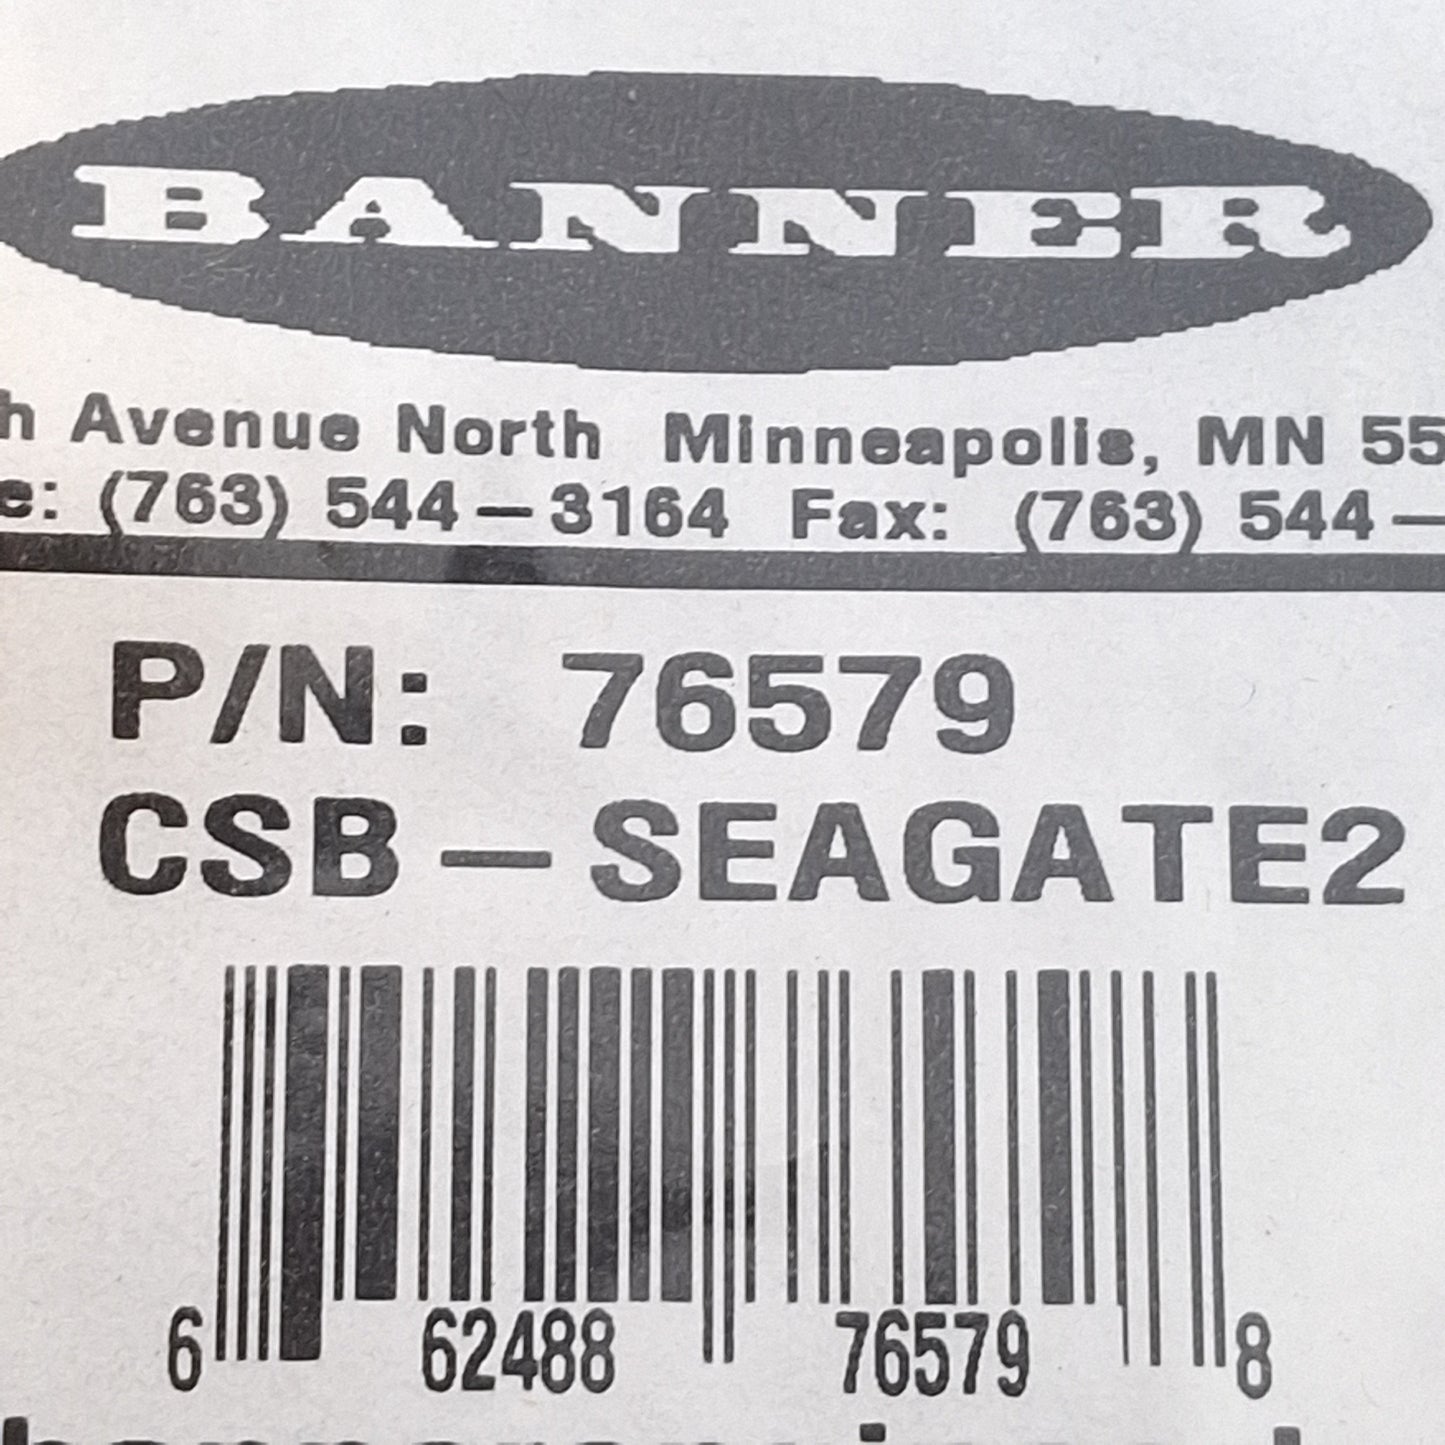 BANNER
h Avenue North Minneapolis, MN 55
e: (763) 544-3164 Fax: (763) 544-
P/N: 76579
CSB-SEAGATE2
6 62488 76579 8